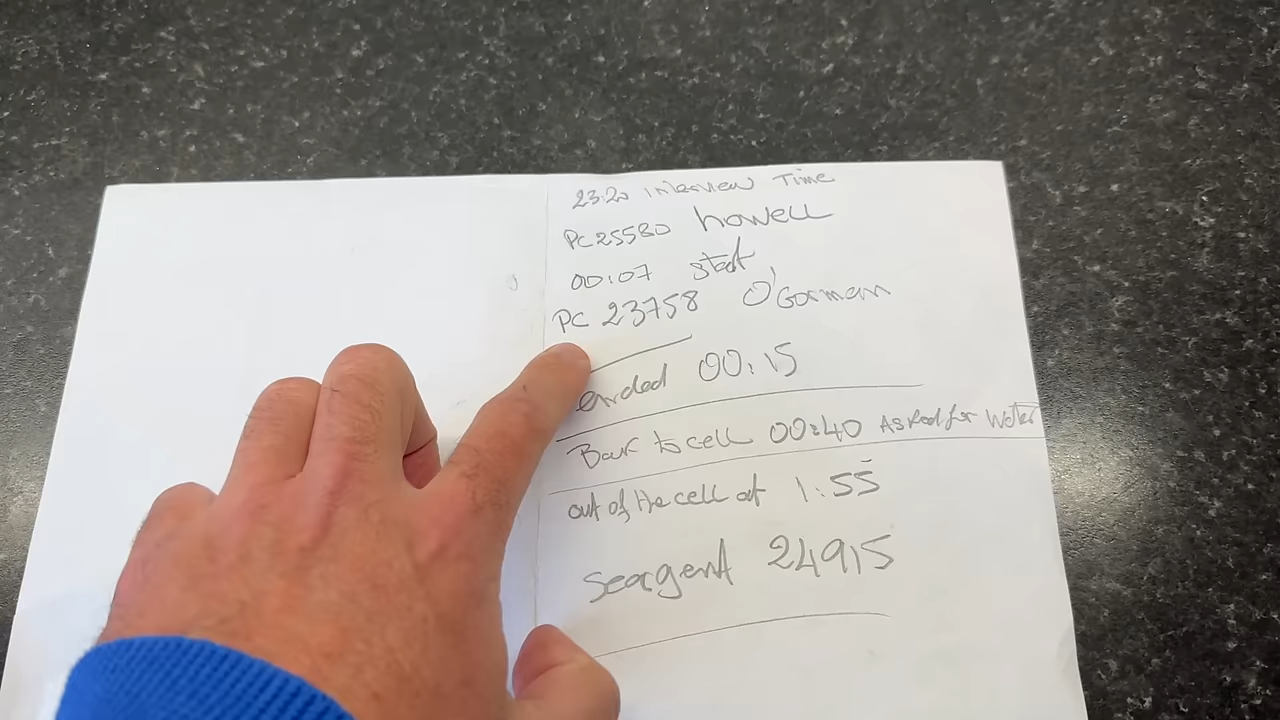 23:20 Interview Time
PC25580 howell
00:07 start
PC 23758 O'Gorman
ended 00:15
Back to cell 00:40 Asked for Water
out of the cell at 1:55
Seargent 24915